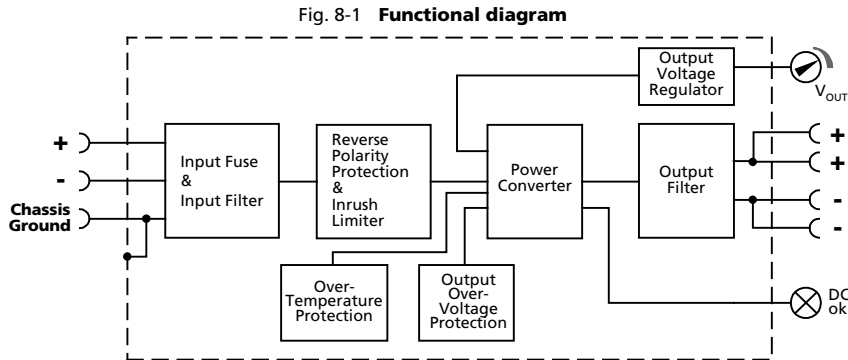 Fig. 8-1 Functional diagram
Output
Voltage
Regulator
VOUT
+
-
Chassis
Ground
Input Fuse
&
Input Filter
Reverse
Polarity
Protection
&
Inrush
Limiter
Power
Converter
Output
Filter
+
+
-
-
Over-
Temperature
Protection
Output
Over-
Voltage
Protection
DC
ok